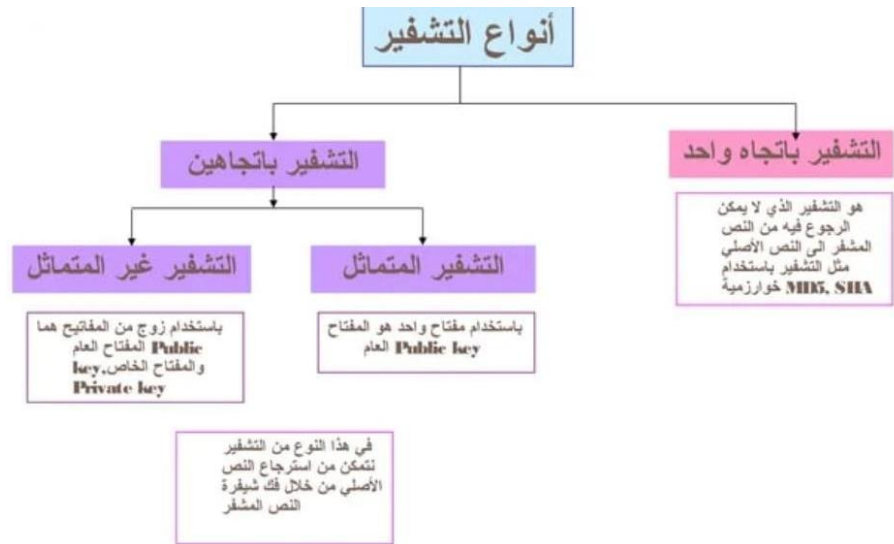 أنواع التشفير
التشفير باتجاه واحد
هو التشفير الذي لا يمكن
الرجوع فيه من النص
المشفر الى النص الأصلي
مثل التشفير باستخدام
خوارزمية MD5, SHA
التشفير باتجاهين
التشفير المتماثل
باستخدام مفتاح واحد هو المفتاح
العام Public key
التشفير غير المتماثل
باستخدام زوج من المفاتيح هما
المفتاح العام Public
key,والمفتاح الخاص
Private key
في هذا النوع من التشفير
نتمكن من استرجاع النص
الأصلي من خلال فك شيفرة
النص المشفر